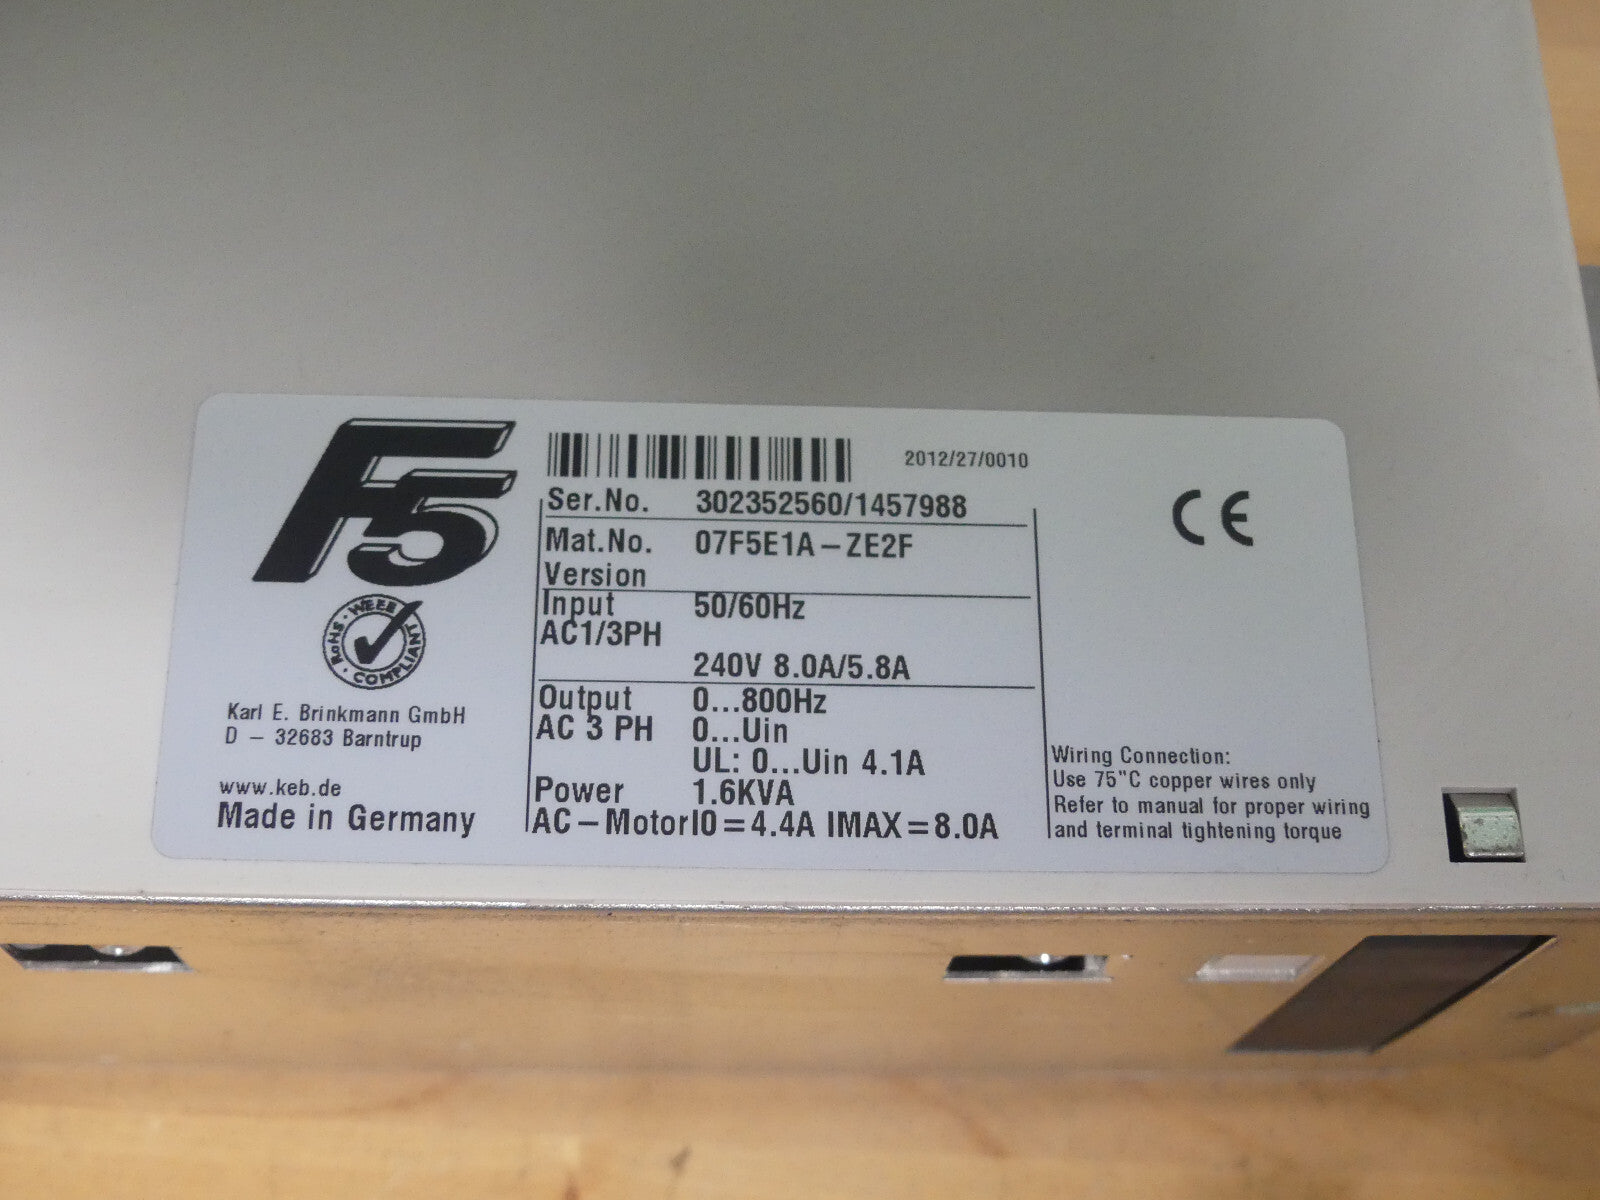 F5
2012/27/0010
Ser.No. 302352560/1457988
Mat.No. 07F5E1A-ZE2F
Version
Input 50/60Hz
AC1/3PH
240V 8.0A/5.8A
Output 0...800Hz
AC 3 PH 0...Uin
UL: 0...Uin 4.1A
Power 1.6KVA
AC-Motor I0=4.4A IMAX=8.0A
RoHS · WEEE · COMPLIANT
Karl E. Brinkmann GmbH
D - 32683 Barntrup
www.keb.de
Made in Germany
CE
Wiring Connection:
Use 75"C copper wires only
Refer to manual for proper wiring
and terminal tightening torque